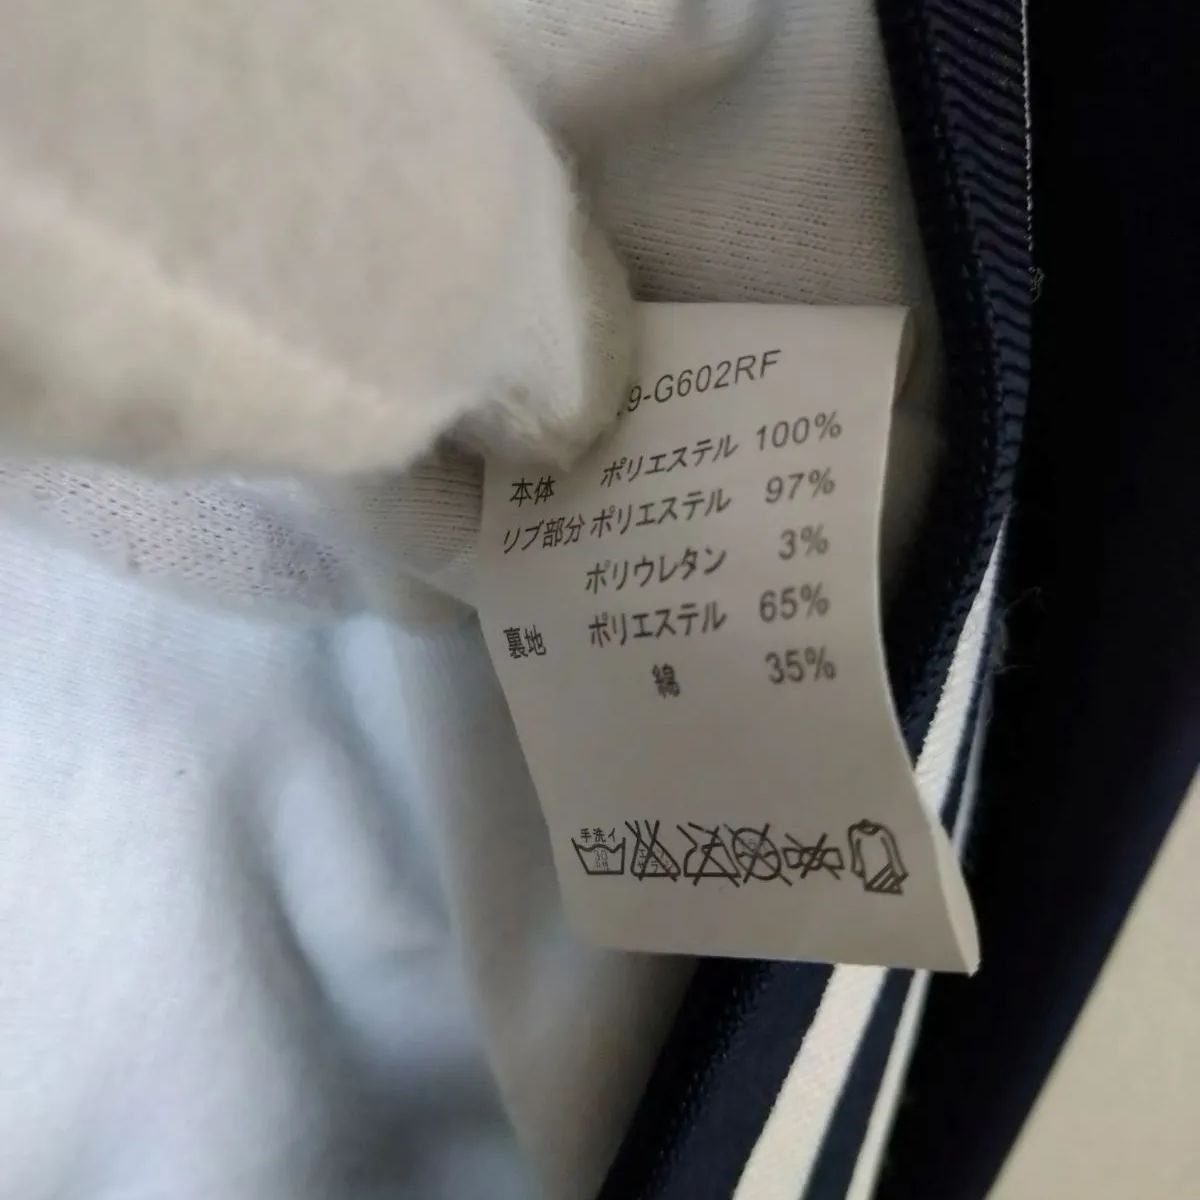 .9-G602RF
本体 ポリエステル 100%
リブ部分 ポリエステル 97%
ポリウレタン 3%
裏地 ポリエステル 65%
綿 35%
手洗イ
30